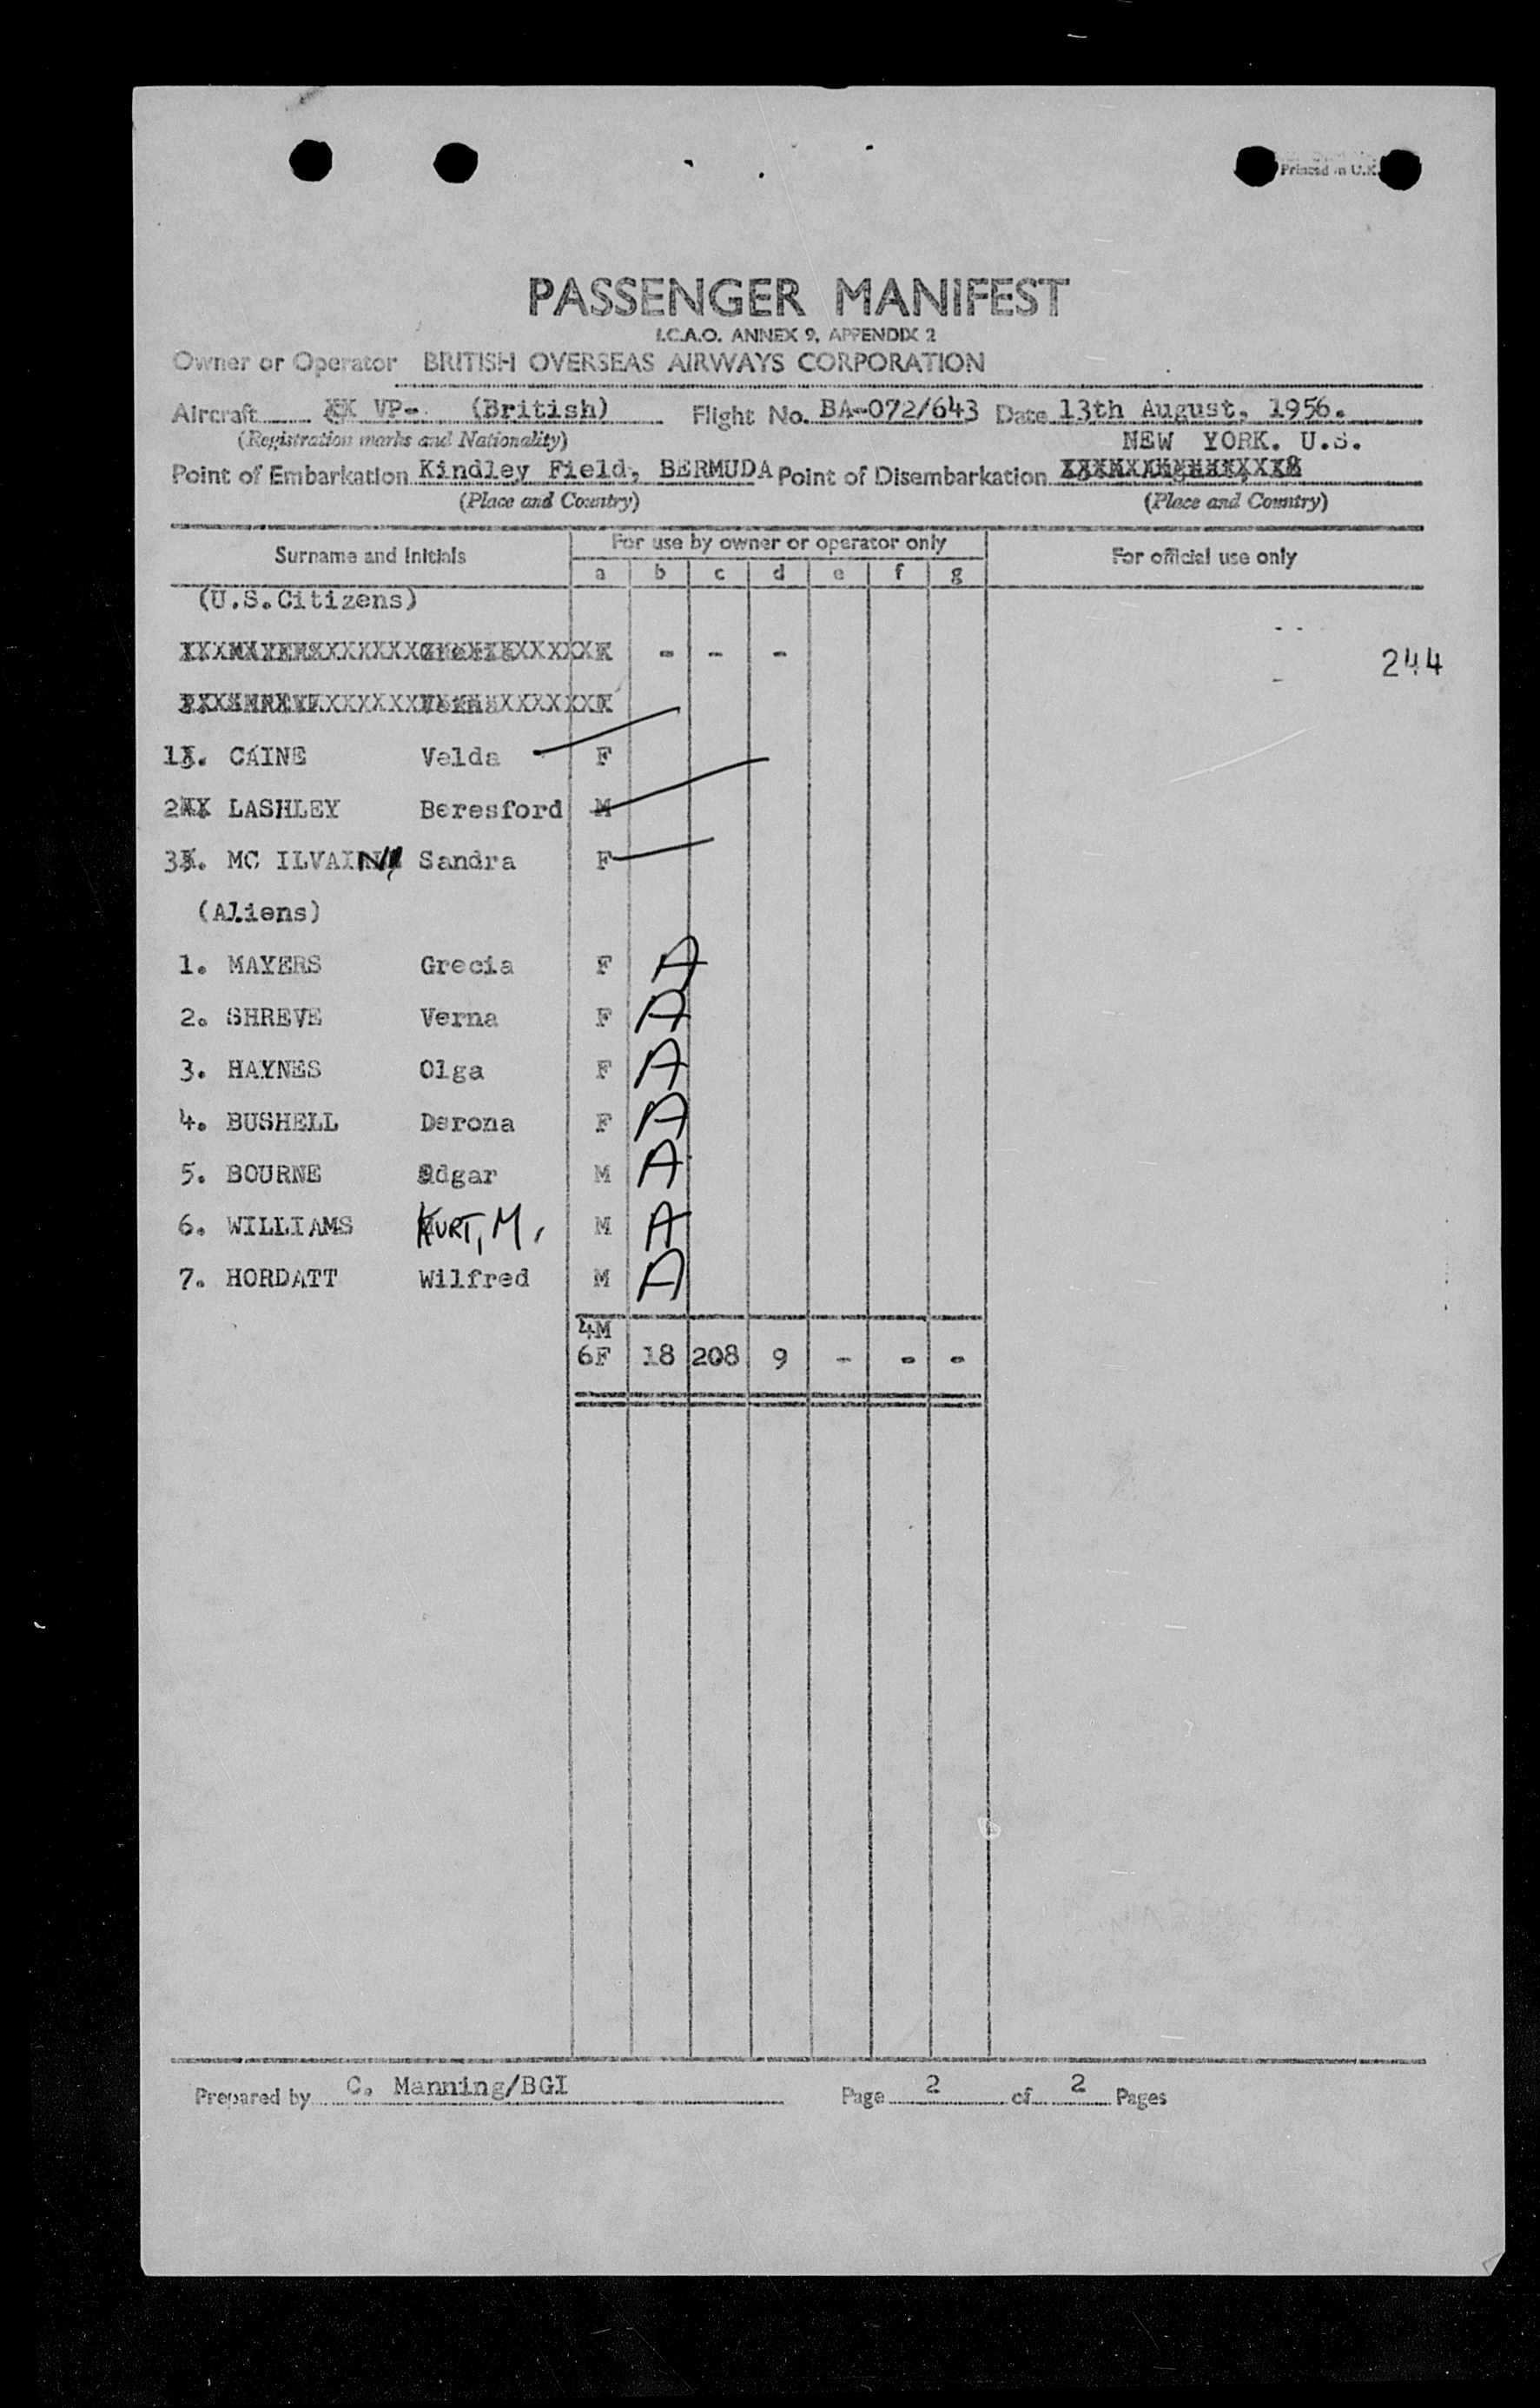 Printed in U.K.
PASSENGER MANIFEST
I.C.A.O. ANNEX 9, APPENDIX 2
Owner or Operator BRITISH OVERSEAS AIRWAYS CORPORATION
Aircraft VP- (British) Flight No. BA-072/643 Date 13th August, 1956.
(Registration marks and Nationality) NEW YORK. U.S.
Point of Embarkation Kindley Field, BERMUDA Point of Disembarkation
(Place and Country) (Place and Country)
Surname and Initials For use by owner or operator only For official use only
a b c d e f g
(U.S.Citizens)
- - - 244
1. CAINE Velda F
2 LASHLEY Beresford M
3. MC ILVAIN Sandra F
(Aliens)
1. MAYERS Grecia F A
2. SHREVE Verna F A
3. HAYNES Olga F A
4. BUSHELL Derona F A
5. BOURNE Edgar M A
6. WILLIAMS KURT, M. M A
7. HORDATT Wilfred M A
4M
6F 18 208 9 - - -
Prepared by C. Manning/BGI Page 2 of 2 Pages